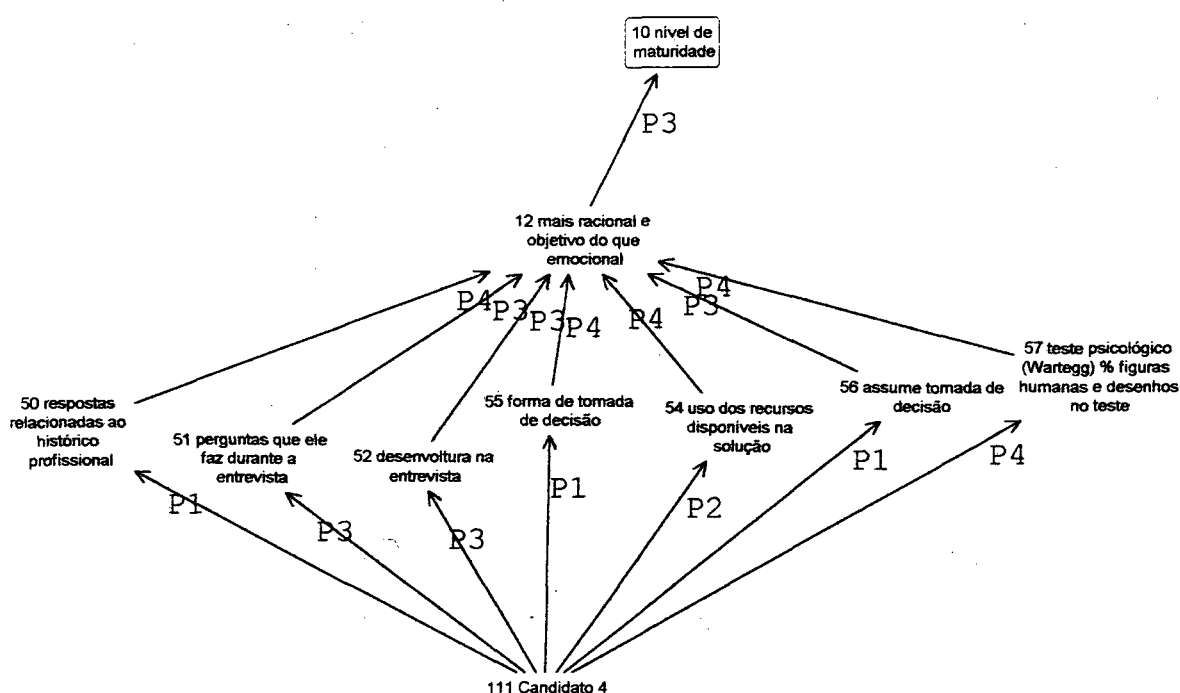 10 nivel de
maturidade
P3
12 mais racional e
objetivo do que
emocional
P4
P3
P3
P4
P4
P3
P4
50 respostas
relacionadas ao
histórico
profissional
51 perguntas que ele
faz durante a
entrevista
52 desenvoltura na
entrevista
55 forma de tomada
de decisão
54 uso dos recursos
disponíveis na
solução
56 assume tomada de
decisão
57 teste psicológico
(Wartegg) % figuras
humanas e desenhos
no teste
P1
P3
P3
P1
P2
P1
P4
111 Candidato 4